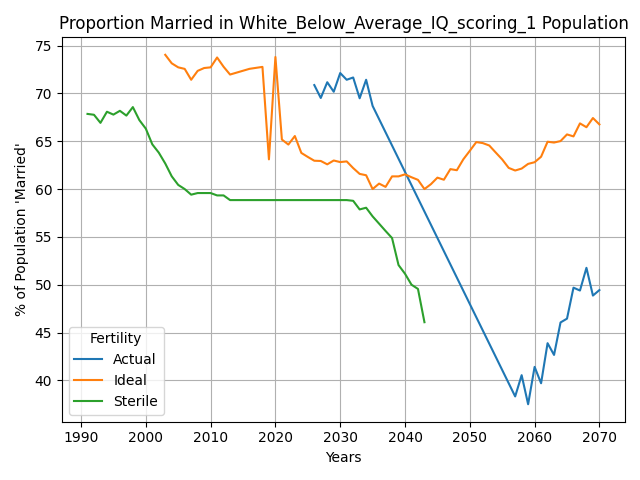 Proportion Married in White_Below_Average_IQ_scoring_1 Population
% of Population 'Married'
75
70
65
60
55
50
45
40
Fertility
Actual
Ideal
Sterile
1990 2000 2010 2020 2030 2040 2050 2060 2070
Years